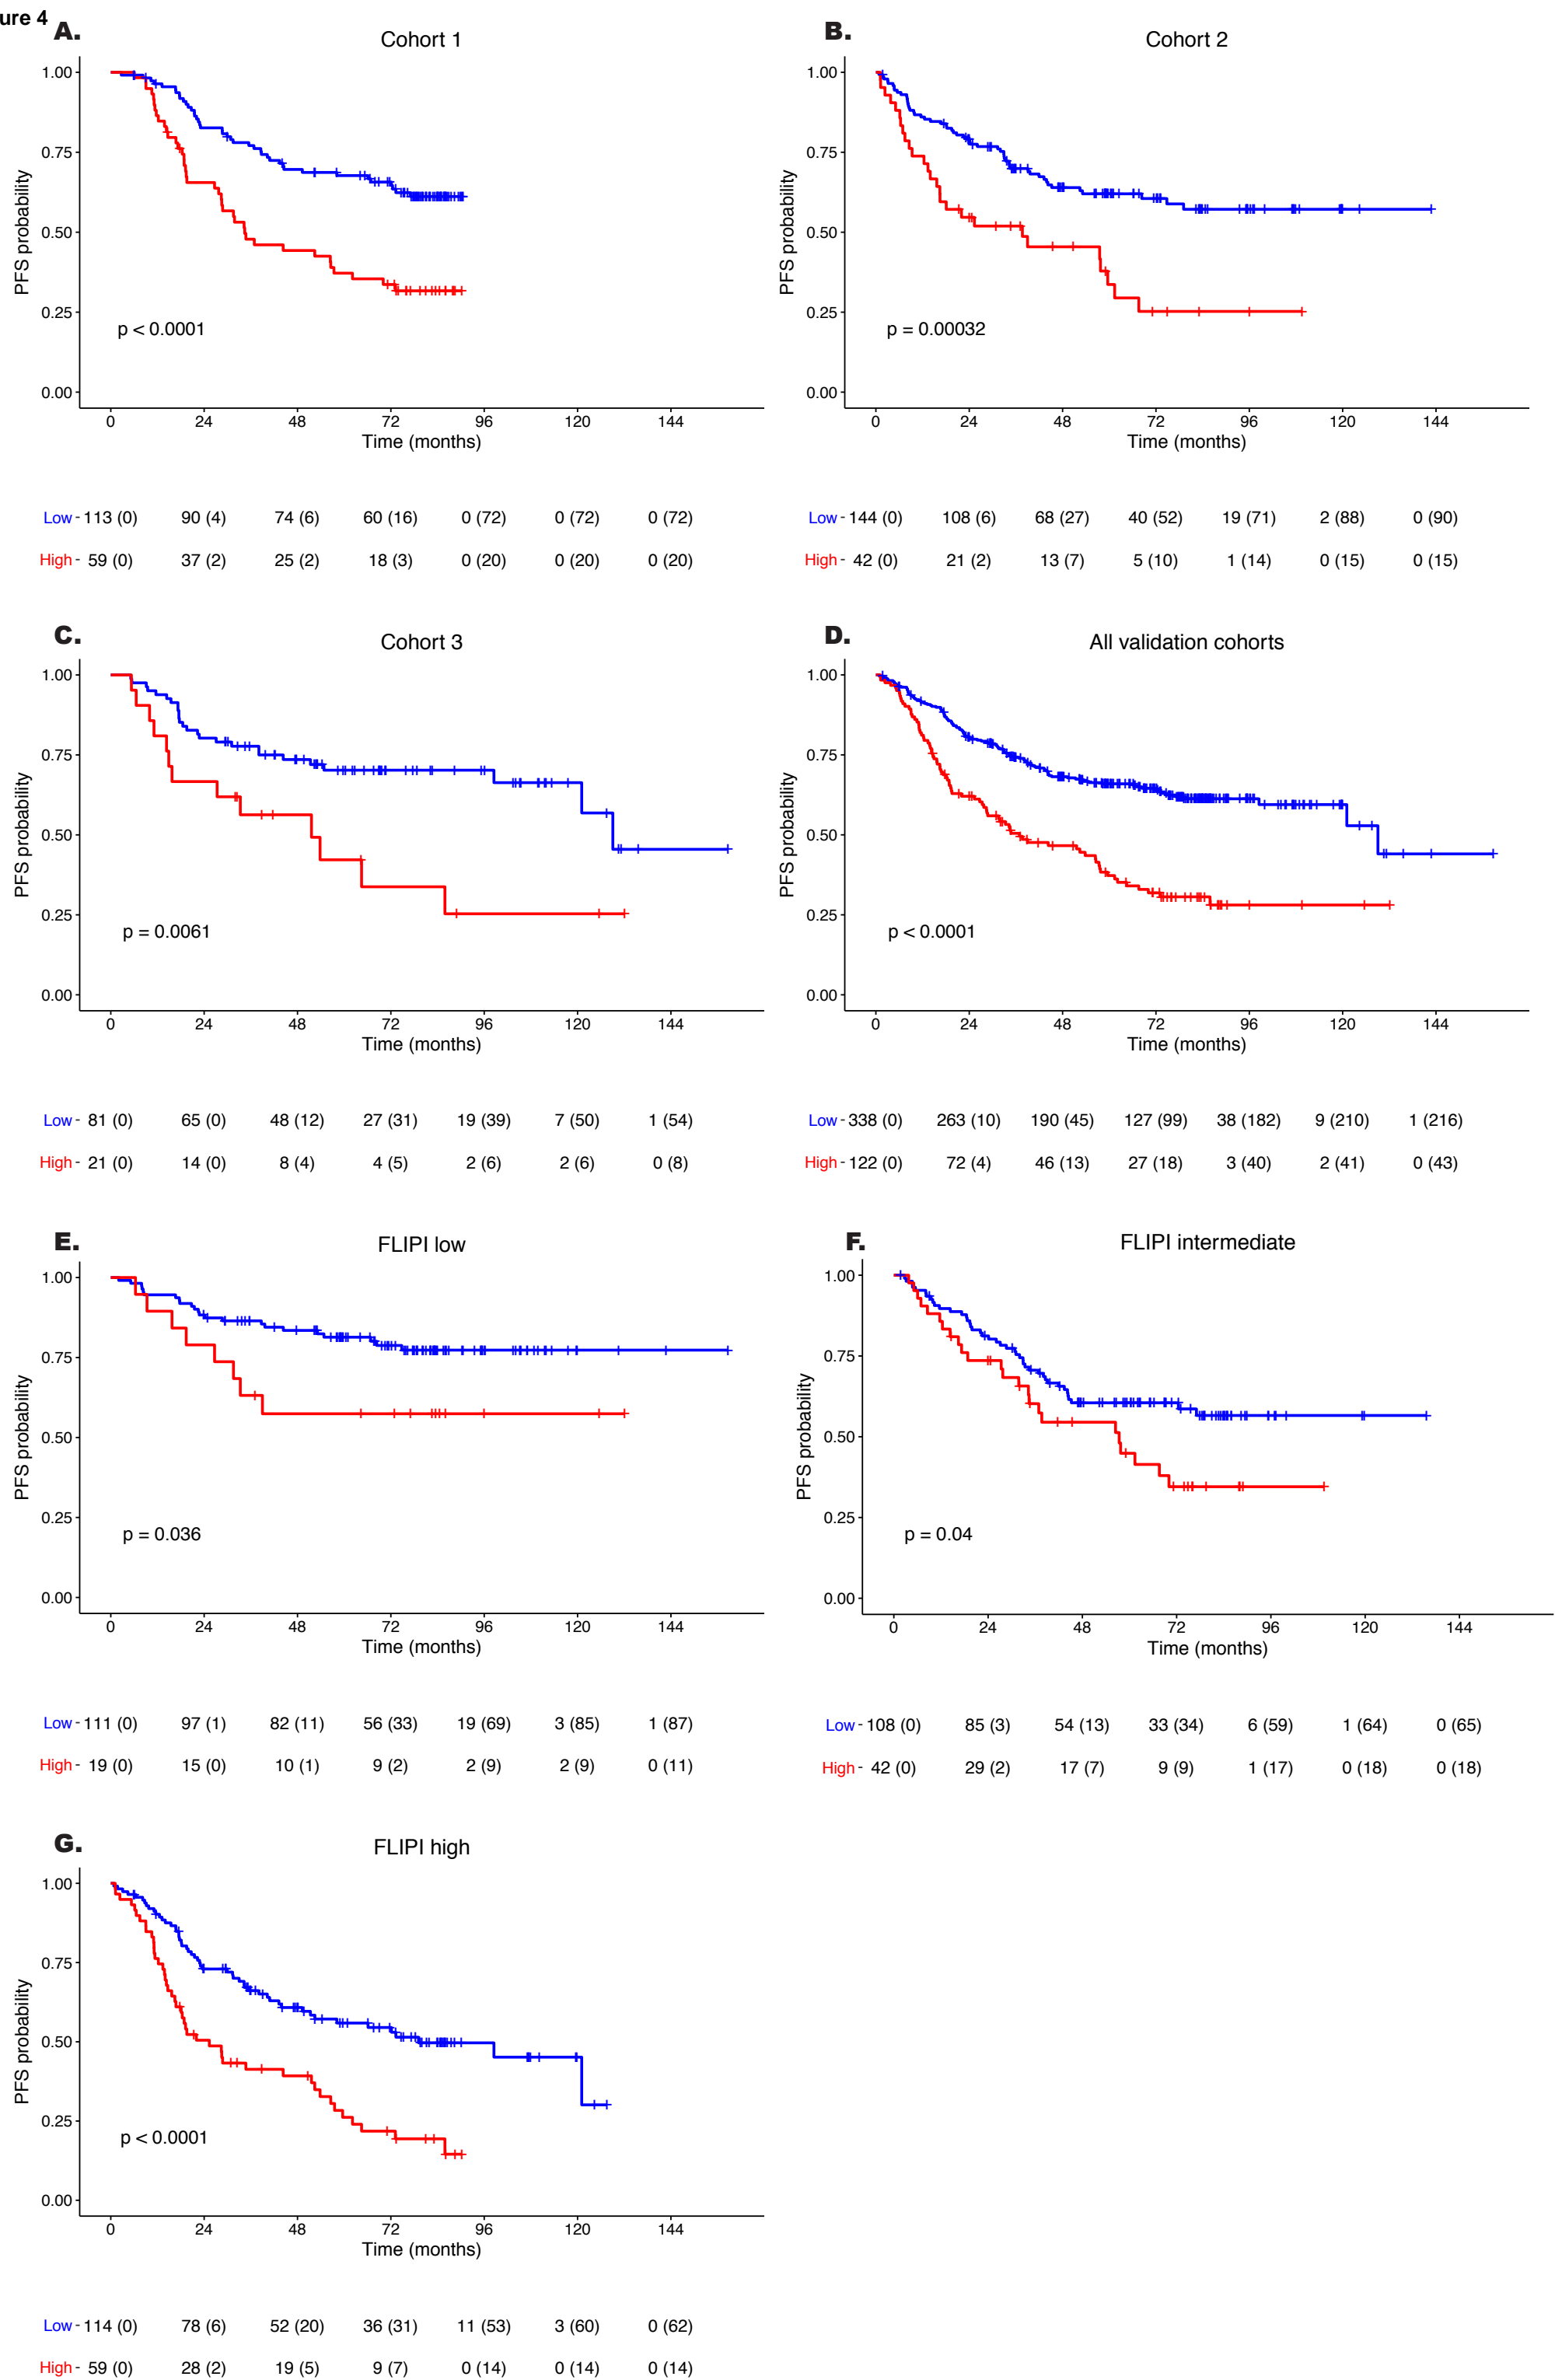 ure 4
A.
Cohort 1
1.00
0.75
0.50
0.25
0.00
PFS probability
p < 0.0001
0 24 48 72 96 120 144
Time (months)
Low - 113 (0) 90 (4) 74 (6) 60 (16) 0 (72) 0 (72) 0 (72)
High - 59 (0) 37 (2) 25 (2) 18 (3) 0 (20) 0 (20) 0 (20)
B.
Cohort 2
1.00
0.75
0.50
0.25
0.00
PFS probability
p = 0.00032
0 24 48 72 96 120 144
Time (months)
Low - 144 (0) 108 (6) 68 (27) 40 (52) 19 (71) 2 (88) 0 (90)
High - 42 (0) 21 (2) 13 (7) 5 (10) 1 (14) 0 (15) 0 (15)
C.
Cohort 3
1.00
0.75
0.50
0.25
0.00
PFS probability
p = 0.0061
0 24 48 72 96 120 144
Time (months)
Low - 81 (0) 65 (0) 48 (12) 27 (31) 19 (39) 7 (50) 1 (54)
High - 21 (0) 14 (0) 8 (4) 4 (5) 2 (6) 2 (6) 0 (8)
D.
All validation cohorts
1.00
0.75
0.50
0.25
0.00
PFS probability
p < 0.0001
0 24 48 72 96 120 144
Time (months)
Low - 338 (0) 263 (10) 190 (45) 127 (99) 38 (182) 9 (210) 1 (216)
High - 122 (0) 72 (4) 46 (13) 27 (18) 3 (40) 2 (41) 0 (43)
E.
FLIPI low
1.00
0.75
0.50
0.25
0.00
PFS probability
p = 0.036
0 24 48 72 96 120 144
Time (months)
Low - 111 (0) 97 (1) 82 (11) 56 (33) 19 (69) 3 (85) 1 (87)
High - 19 (0) 15 (0) 10 (1) 9 (2) 2 (9) 2 (9) 0 (11)
F.
FLIPI intermediate
1.00
0.75
0.50
0.25
0.00
PFS probability
p = 0.04
0 24 48 72 96 120 144
Time (months)
Low - 108 (0) 85 (3) 54 (13) 33 (34) 6 (59) 1 (64) 0 (65)
High - 42 (0) 29 (2) 17 (7) 9 (9) 1 (17) 0 (18) 0 (18)
G.
FLIPI high
1.00
0.75
0.50
0.25
0.00
PFS probability
p < 0.0001
0 24 48 72 96 120 144
Time (months)
Low - 114 (0) 78 (6) 52 (20) 36 (31) 11 (53) 3 (60) 0 (62)
High - 59 (0) 28 (2) 19 (5) 9 (7) 0 (14) 0 (14) 0 (14)